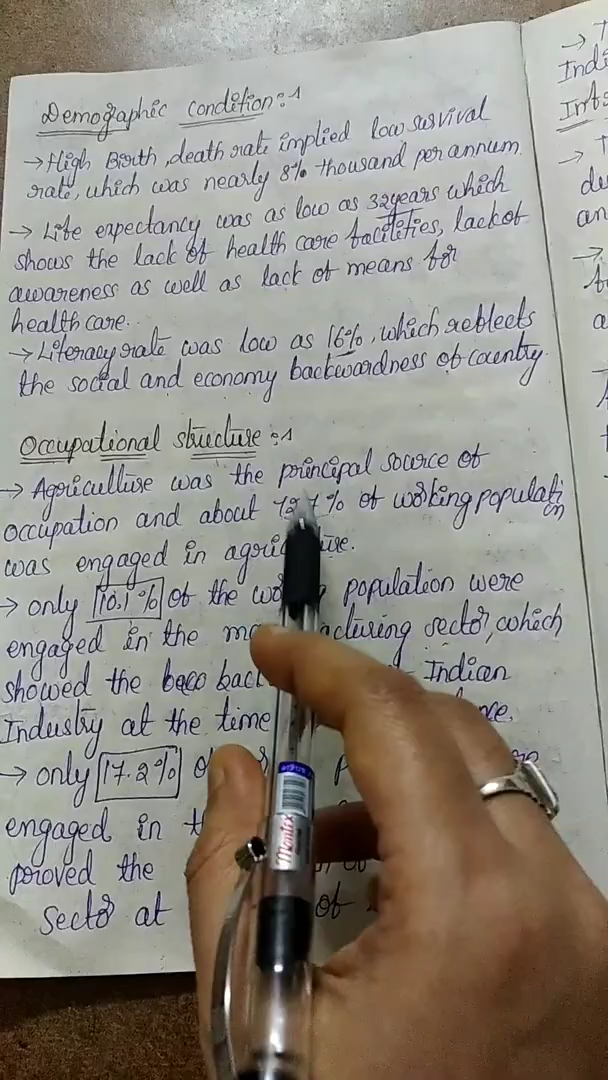 Demographic condition:-
→ High Birth, death rate implied low survival
rate, which was nearly 8% thousand per annum.
→ Life expectancy was as low as 32 years which
shows the lack of health care facilities, lack of
awareness as well as lack of means for
health care.
→ Literacy rate was low as 16%, which reflects
the social and economy backwardness of country.
Occupational structure:-
→ Agriculture was the principal source of
occupation and about % of working population
was engaged in
→ only 10.1% of the population were
engaged in the sector, which
showed the Indian
Industry at the time
→ only 17.2%
engaged in
proved the
sector at of
Montex
→
Indi
→
an
→